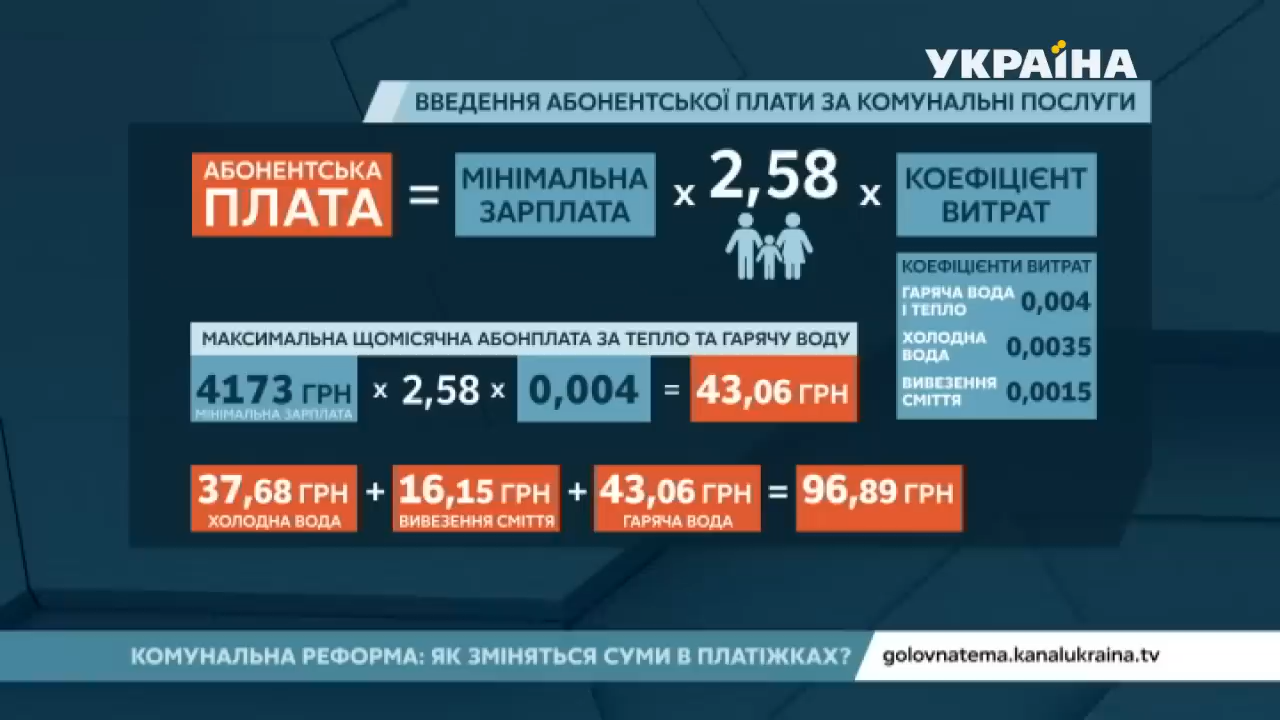 УКРАЇНА
ВВЕДЕННЯ АБОНЕНТСЬКОЇ ПЛАТИ ЗА КОМУНАЛЬНІ ПОСЛУГИ
АБОНЕНТСЬКА
ПЛАТА
=
МІНІМАЛЬНА
ЗАРПЛАТА
x 2,58 x
КОЕФІЦІЄНТ
ВИТРАТ
КОЕФІЦІЄНТИ ВИТРАТ
ГАРЯЧА ВОДА
І ТЕПЛО 0,004
ХОЛОДНА
ВОДА 0,0035
ВИВЕЗЕННЯ
СМІТТЯ 0,0015
МАКСИМАЛЬНА ЩОМІСЯЧНА АБОНПЛАТА ЗА ТЕПЛО ТА ГАРЯЧУ ВОДУ
4173 ГРН x 2,58 x 0,004 = 43,06 ГРН
МІНІМАЛЬНА ЗАРПЛАТА
37,68 ГРН + 16,15 ГРН + 43,06 ГРН = 96,89 ГРН
ХОЛОДНА ВОДА ВИВЕЗЕННЯ СМІТТЯ ГАРЯЧА ВОДА
КОМУНАЛЬНА РЕФОРМА: ЯК ЗМІНЯТЬСЯ СУМИ В ПЛАТІЖКАХ?
golovnatema.kanalukraina.tv